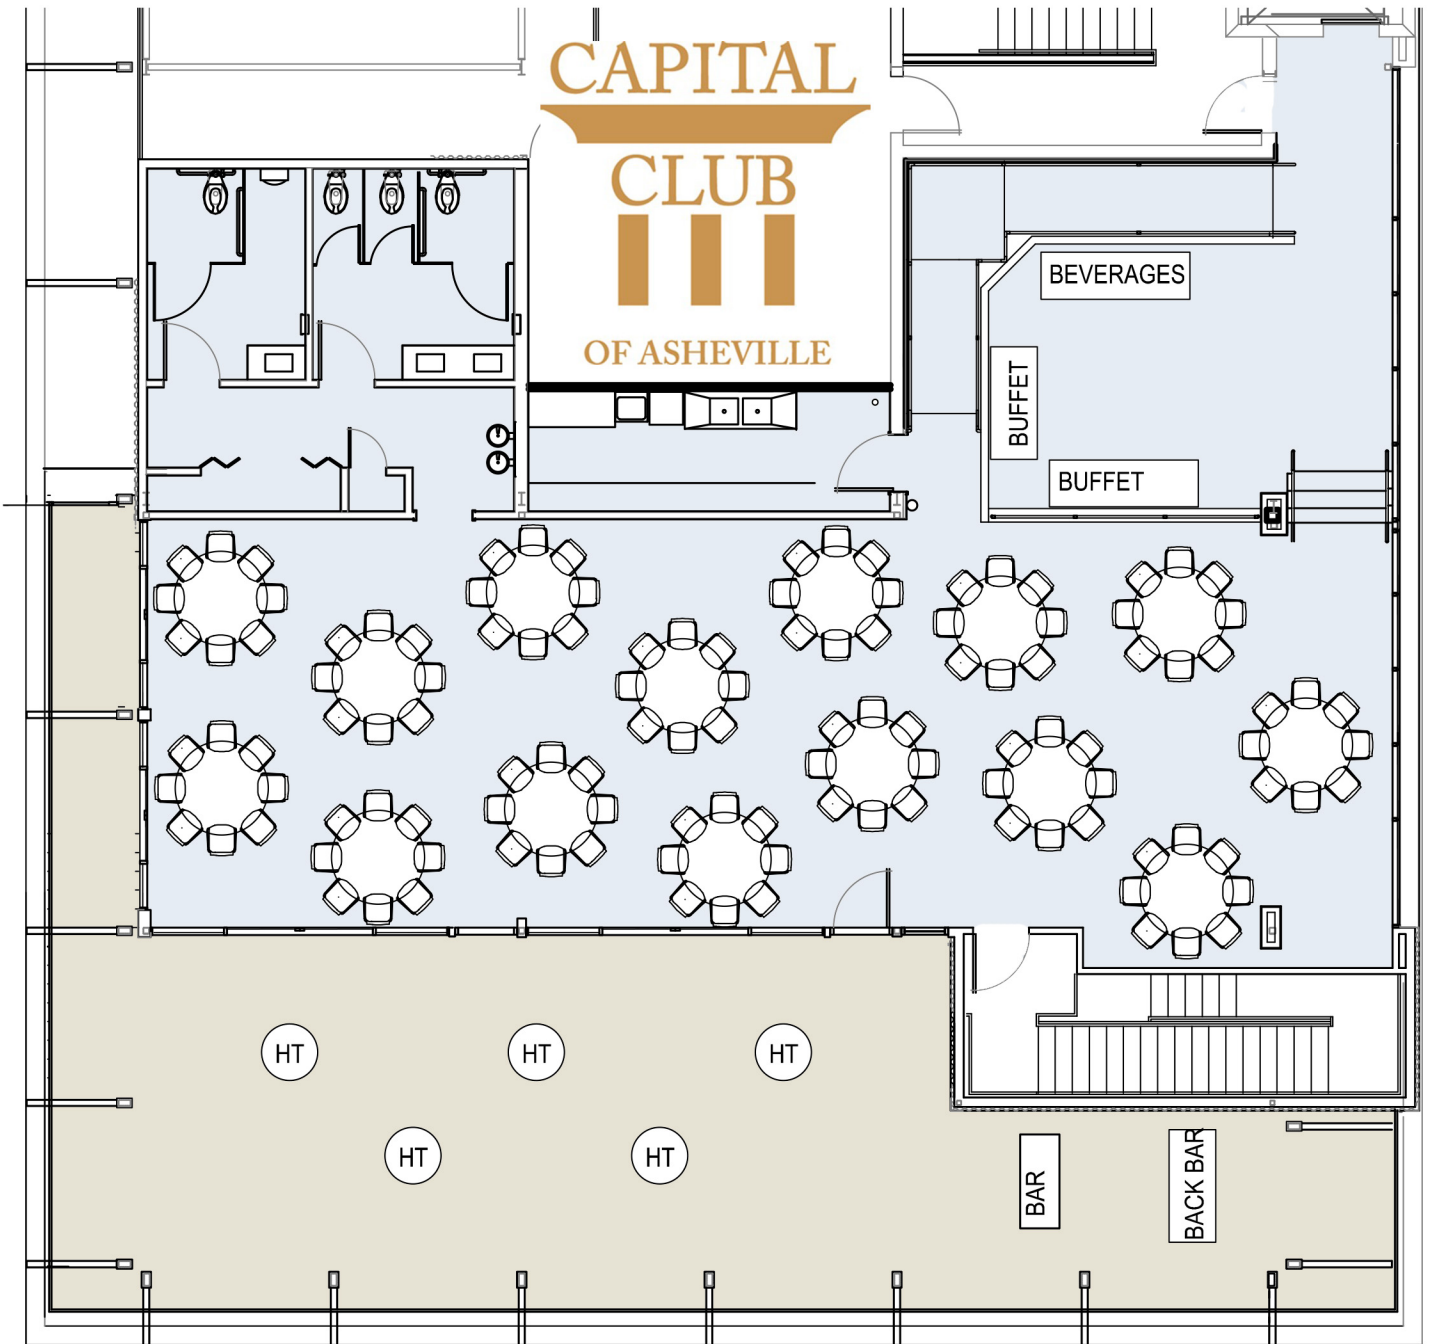 CAPITAL
CLUB
OF ASHEVILLE
BEVERAGES
BUFFET
BUFFET
HT
HT
HT
HT
HT
BAR
BACK BAR